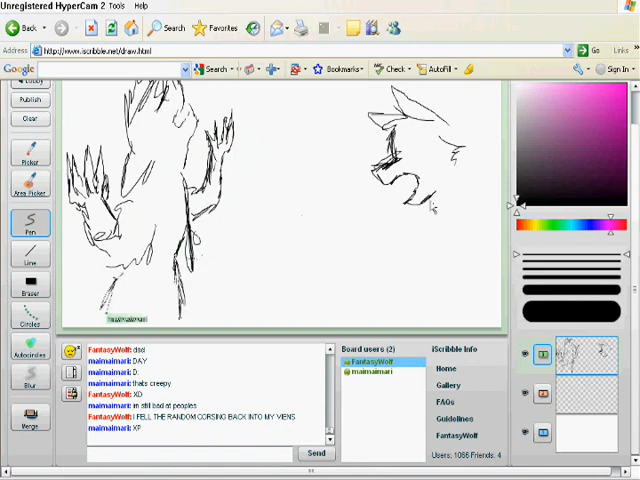 Unregistered HyperCam 2
Tools Help
Back Search Favorites
Address http://www.iscribble.net/draw.html Go
Google Search Bookmarks Check AutoFill Sign In
Lobby
Publish
Clear
Picker
Area Picker
Pen
Line
Eraser
Circles
Autocircles
Blur
Merge
FantasyWolf: dsd
maimaimari: DAY
maimaimari: D:
maimaimari: thats creepy
FantasyWolf: XD
maimaimari: im stil bad at peoples
FantasyWolf: I FELL THE RANDOM CORSING BACK INTO MY VIENS
maimaimari: XP
Send
Board users (2)
FantasyWolf
maimaimari
iScribble Info
Home
Gallery
FAQs
Guidelines
FantasyWolf
Users: 1066 Friends: 4